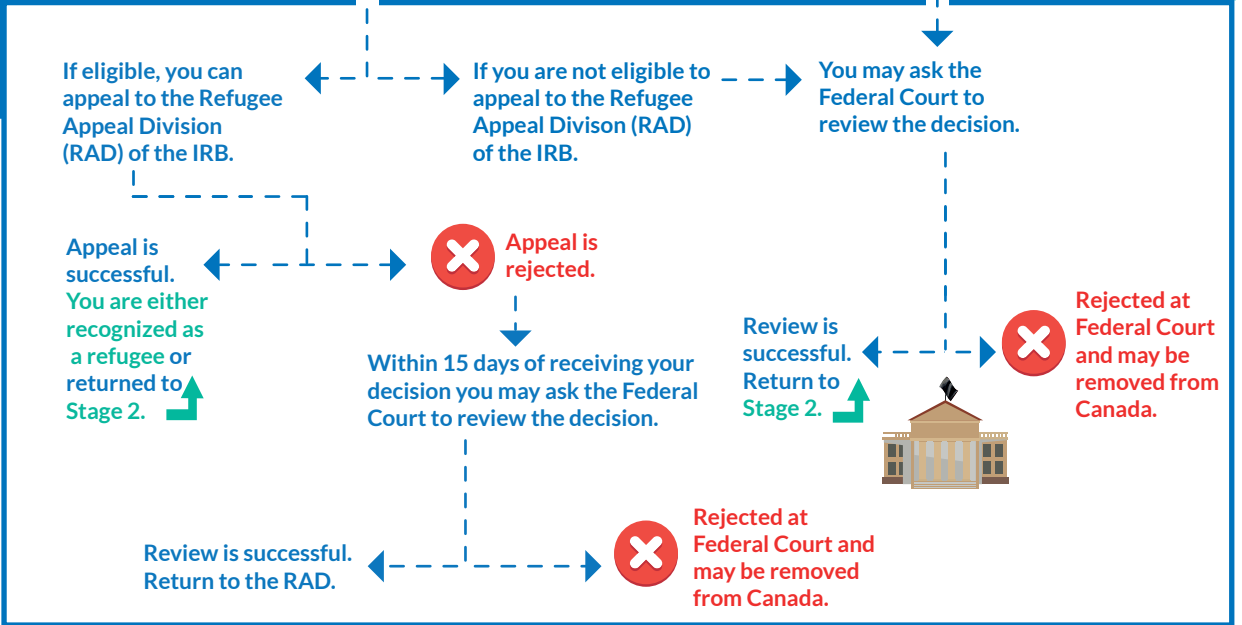 If eligible, you can
appeal to the Refugee
Appeal Division
(RAD) of the IRB.
If you are not eligible to
appeal to the Refugee
Appeal Divison (RAD)
of the IRB.
You may ask the
Federal Court to
review the decision.
Appeal is
successful.
You are either
recognized as
a refugee or
returned to
Stage 2.
Appeal is
rejected.
Within 15 days of receiving your
decision you may ask the Federal
Court to review the decision.
Review is
successful.
Return to
Stage 2.
Rejected at
Federal Court
and may be
removed from
Canada.
Review is successful.
Return to the RAD.
Rejected at
Federal Court and
may be removed
from Canada.